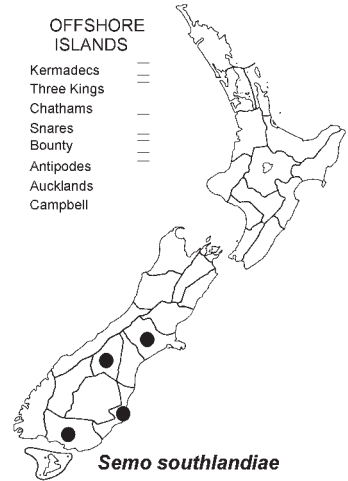 OFFSHORE
ISLANDS
Kermadecs —
Three Kings —
Chathams —
Snares —
Bounty —
Antipodes —
Aucklands
Campbell
Semo southlandiae